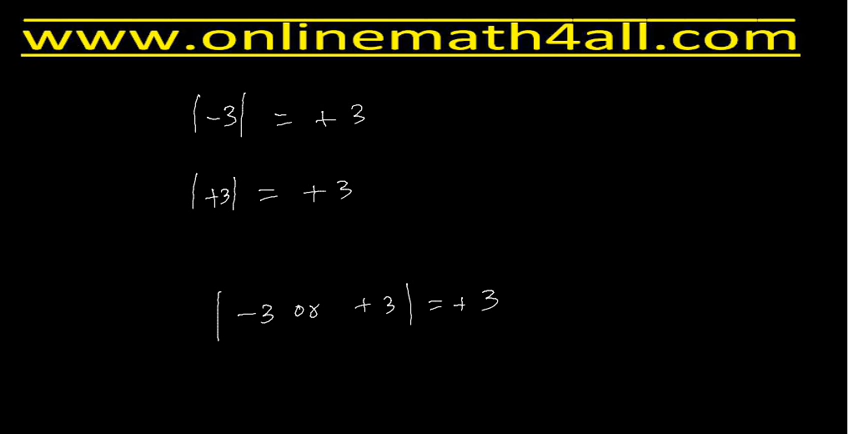 www.onlinemath4all.com
|-3| = + 3
|+3| = + 3
|-3 or +3| = + 3